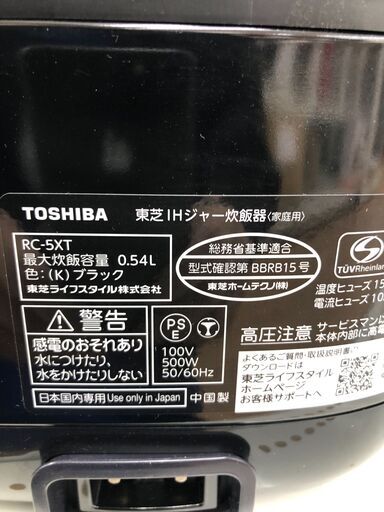 TOSHIBA 東芝IHジャー炊飯器〈家庭用〉
RC-5XT
最大炊飯容量 0.54L
色:(K)ブラック
東芝ライフスタイル株式会社
総務省基準適合
型式確認第 BBRB15号
東芝ホームテクノ(株)
TÜVRheinland
温度ヒューズ 15
電流ヒューズ 10
警告
感電のおそれあり
水につけたり、
水をかけたりしない
PSE
100V
500W
50/60Hz
高圧注意 サービスマン
本体内部に高
よくあるご質問・取扱説明書
ダウンロードは
東芝ライフスタイル
ホームページ
お客様サポートへ
日本国内専用 Use only in Japan 中国製